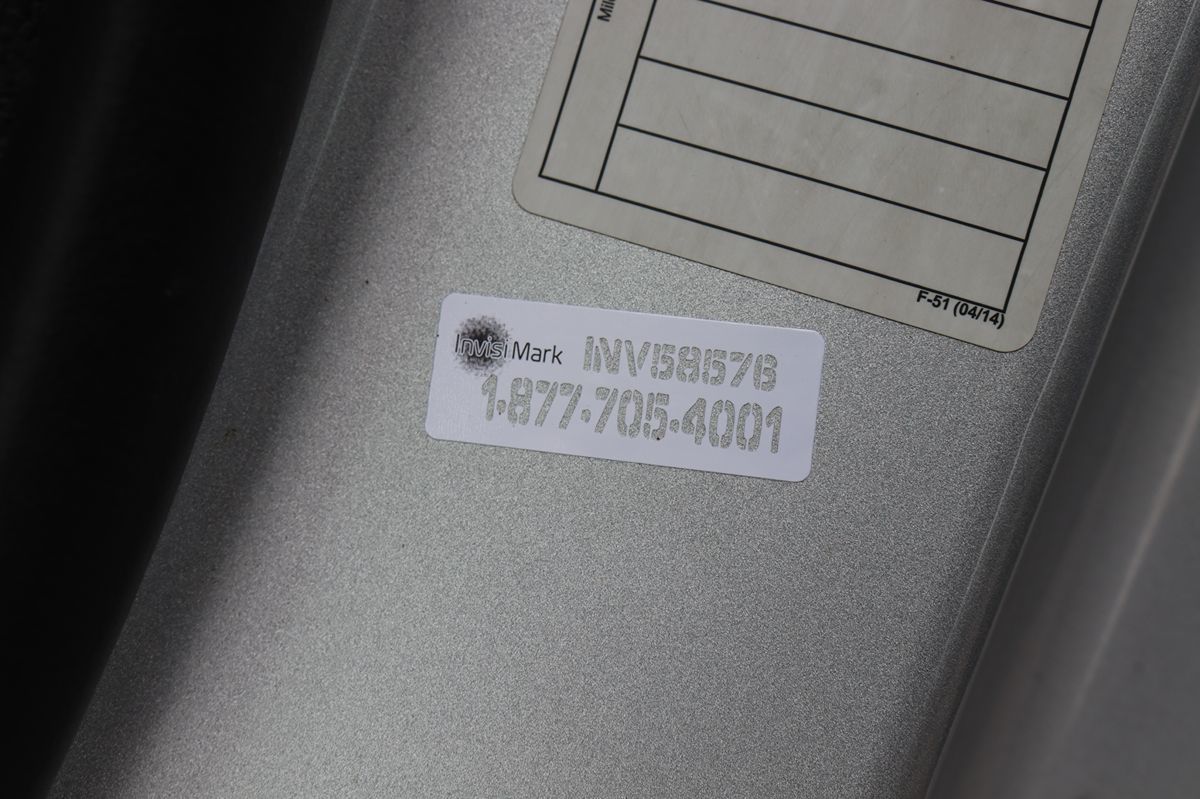 F-51 (04/14)
InvisiMark INV58576
1·877·705·4001